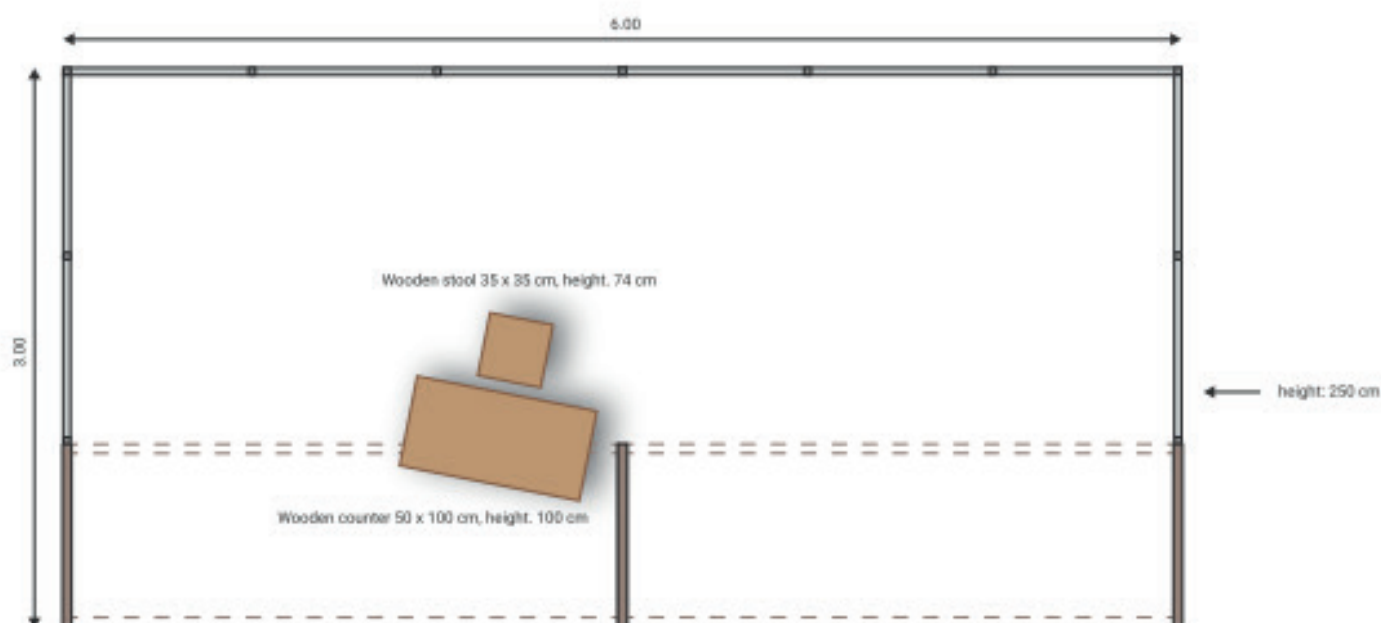 6.00
3.00
Wooden stool 35 x 35 cm, height. 74 cm
height: 250 cm
Wooden counter 50 x 100 cm, height. 100 cm